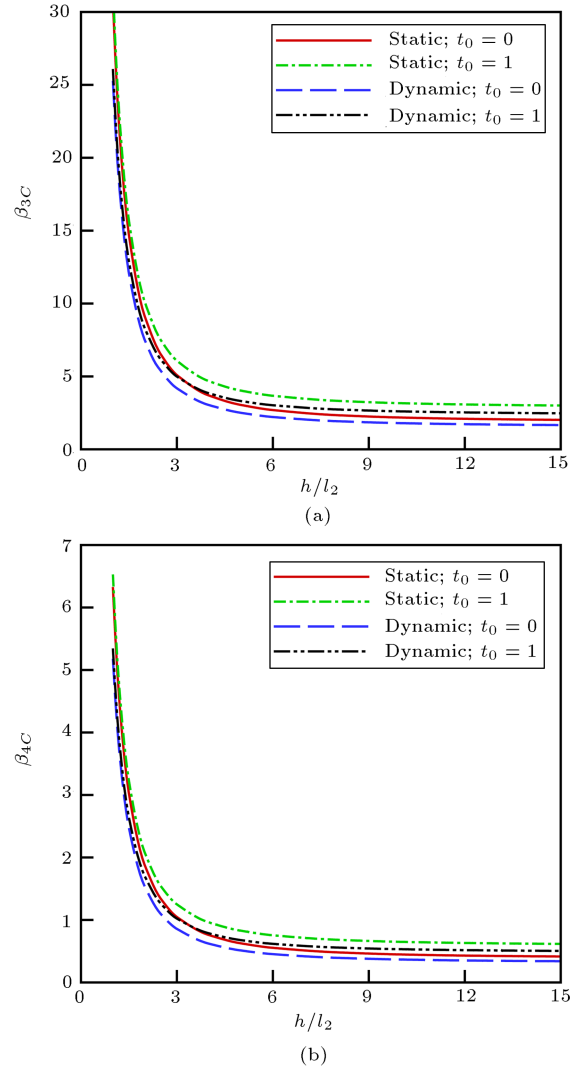 30
25
20
15
10
5
0
β3C
Static; t0 = 0
Static; t0 = 1
Dynamic; t0 = 0
Dynamic; t0 = 1
0 3 6 9 12 15
h/l2
(a)
7
6
5
4
3
2
1
0
β4C
Static; t0 = 0
Static; t0 = 1
Dynamic; t0 = 0
Dynamic; t0 = 1
0 3 6 9 12 15
h/l2
(b)